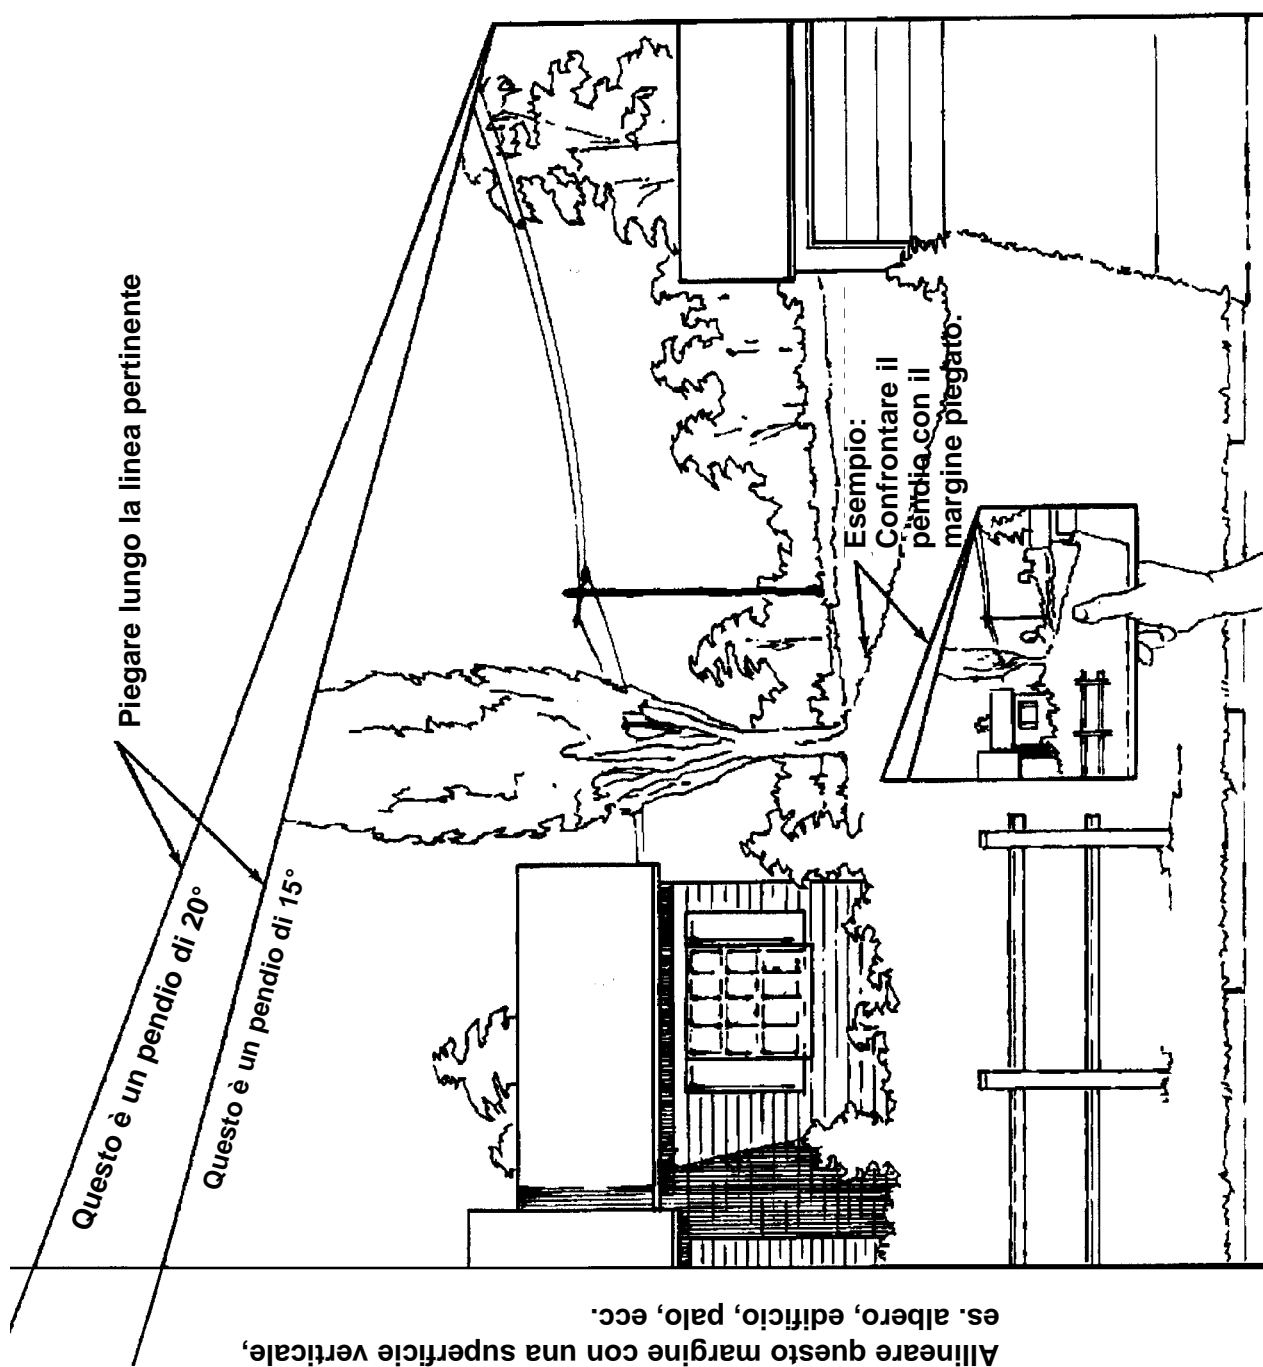 Piegare lungo la linea pertinente
Questo è un pendio di 20°
Questo è un pendio di 15°
Esempio:
Confrontare il
pendio con il
margine piegato.
Allineare questo margine con una superficie verticale,
es. albero, edificio, palo, ecc.